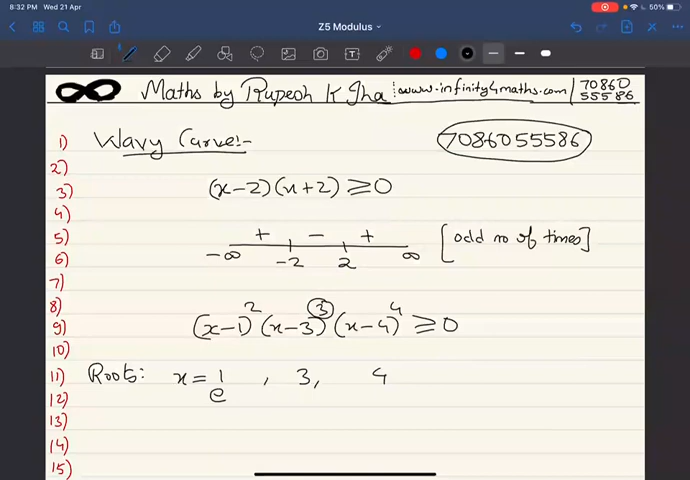 8:32 PM Wed 21 Apr
50%
Z5 Modulus
Maths by Rupesh K Jha www.infinity4maths.com / 70860 55586
1) Wavy Curve:-
7086055586
2)
3) (x-2)(x+2) ≥ 0
4)
5) + - + [odd no of times]
6) -∞ -2 2 ∞
7)
8)
9) (x-1)² (x-3)³ (x-4)⁴ ≥ 0
10)
11) Roots: x = 1 , 3, 4
12) e
13)
14)
15)